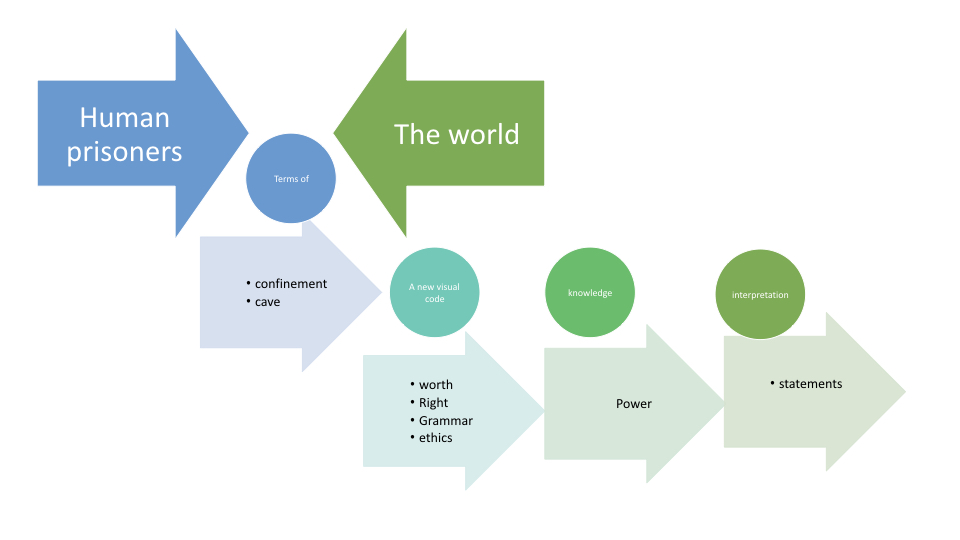 Human
prisoners
The world
Terms of
• confinement
• cave
A new visual
code
• worth
• Right
• Grammar
• ethics
knowledge
Power
interpretation
• statements